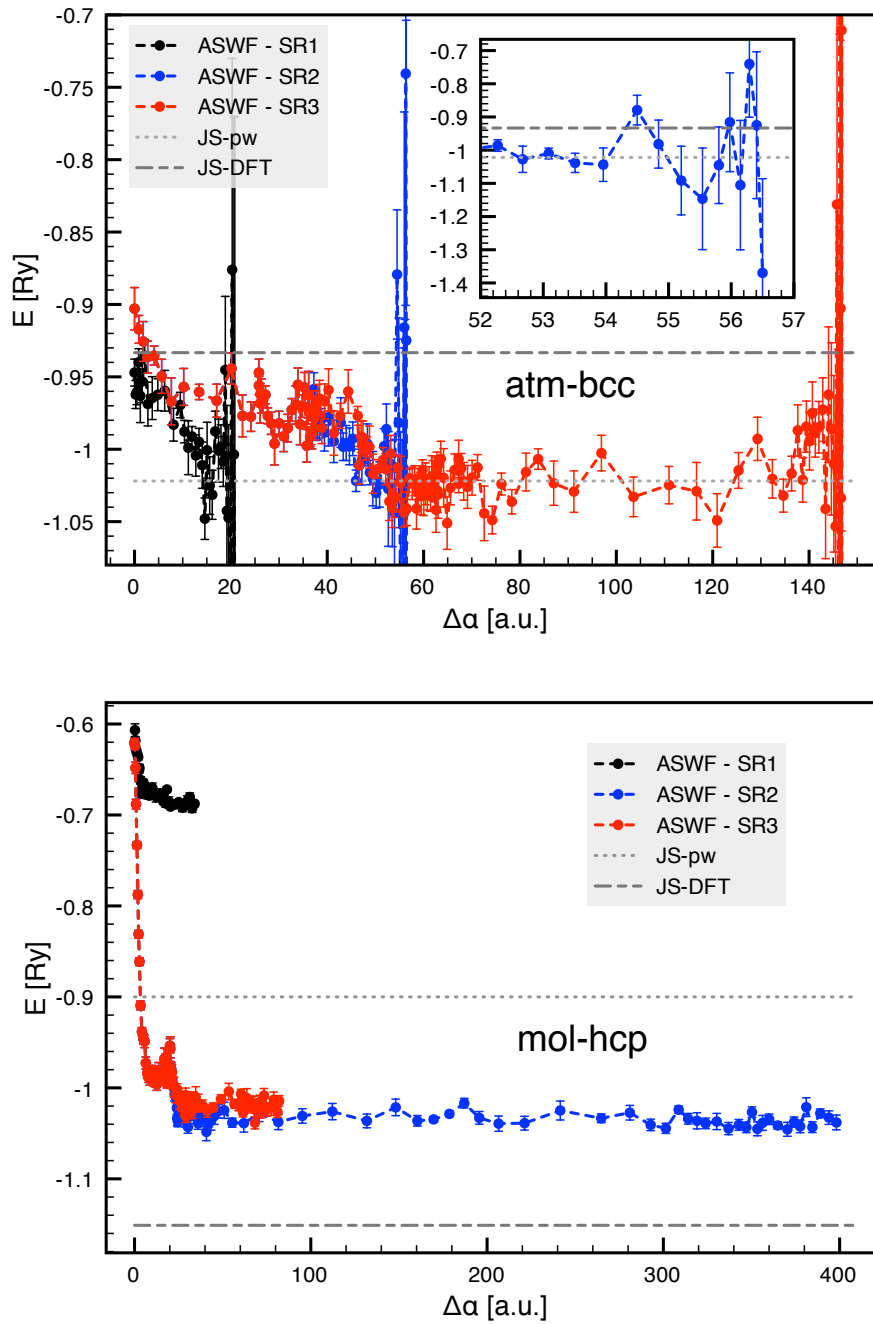 -0.7
-0.75
-0.8
-0.85
-0.9
-0.95
-1
-1.05
E [Ry]
ASWF - SR1
ASWF - SR2
ASWF - SR3
JS-pw
JS-DFT
-0.7
-0.8
-0.9
-1
-1.1
-1.2
-1.3
-1.4
52 53 54 55 56 57
atm-bcc
0 20 40 60 80 100 120 140
Δα [a.u.]
-0.6
-0.7
-0.8
-0.9
-1
-1.1
E [Ry]
ASWF - SR1
ASWF - SR2
ASWF - SR3
JS-pw
JS-DFT
mol-hcp
0 100 200 300 400
Δα [a.u.]